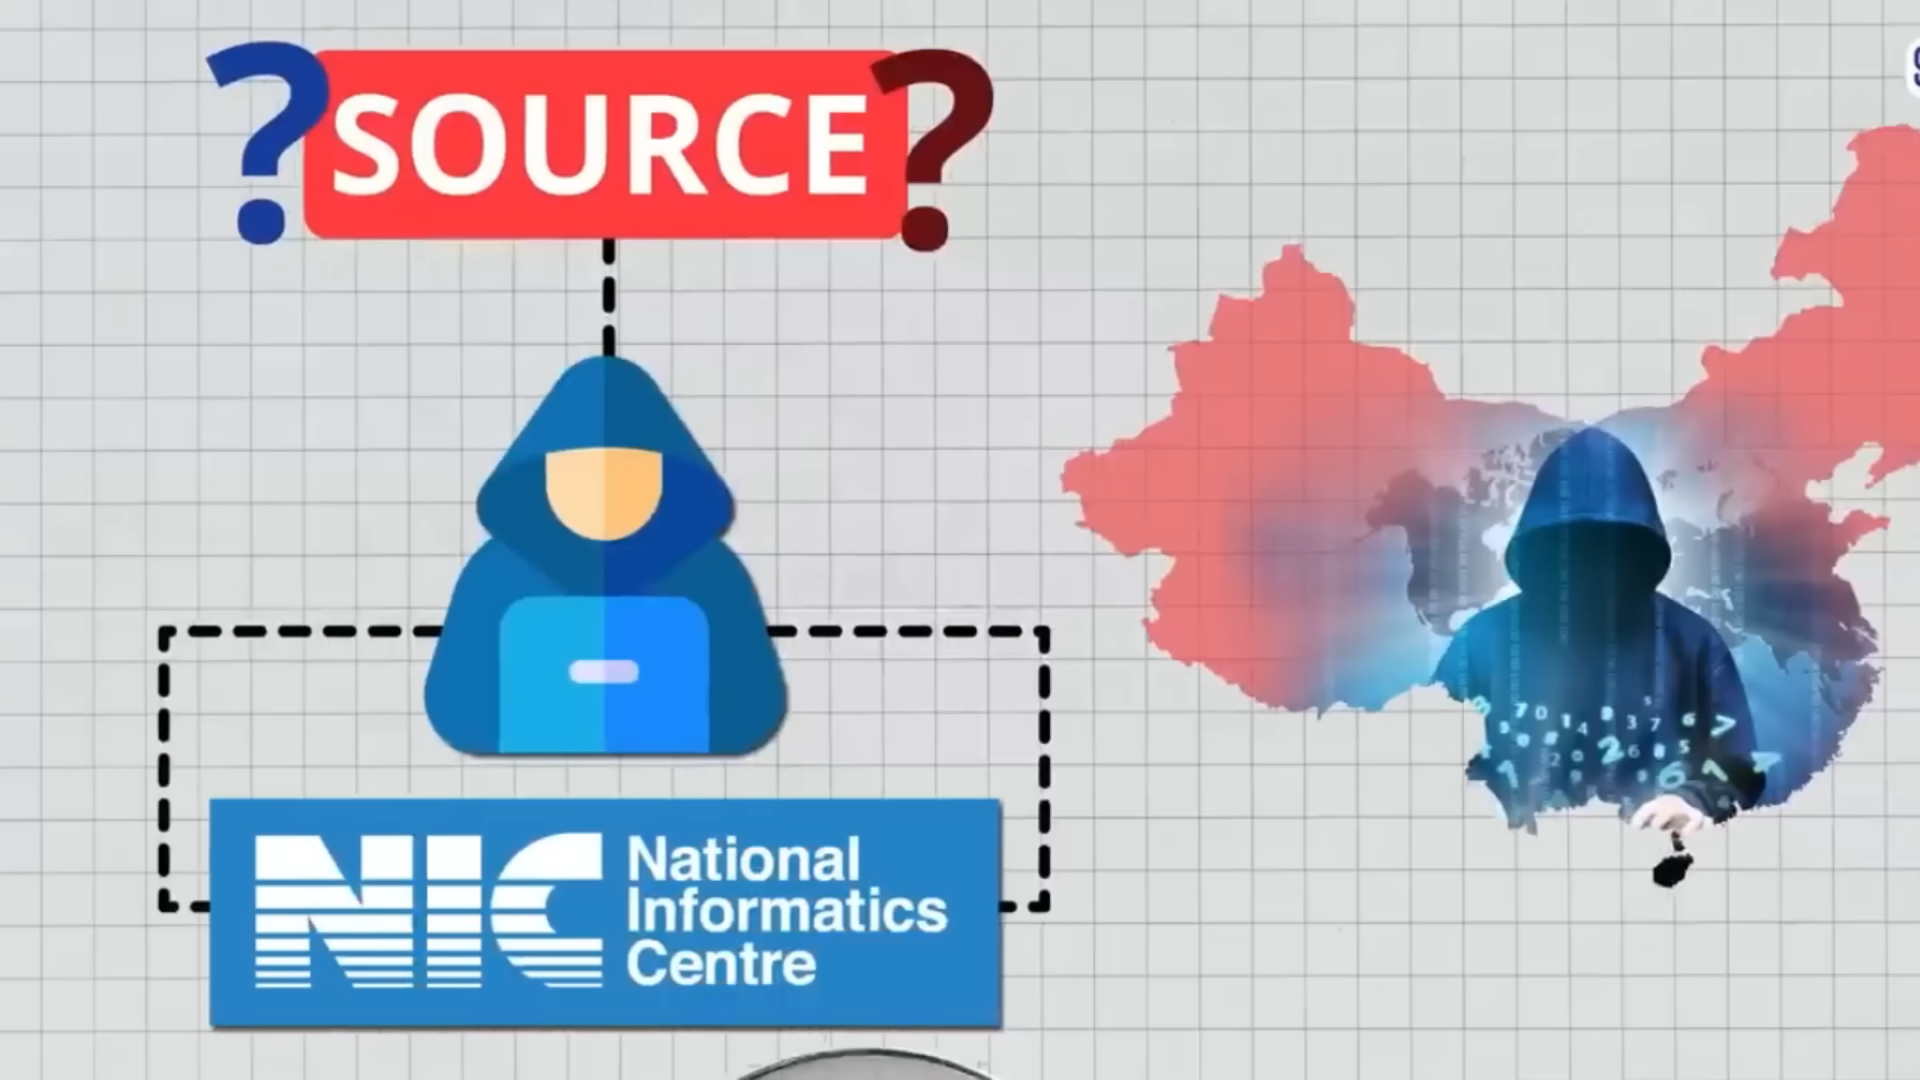 ? SOURCE ?
NIC National
Informatics
Centre